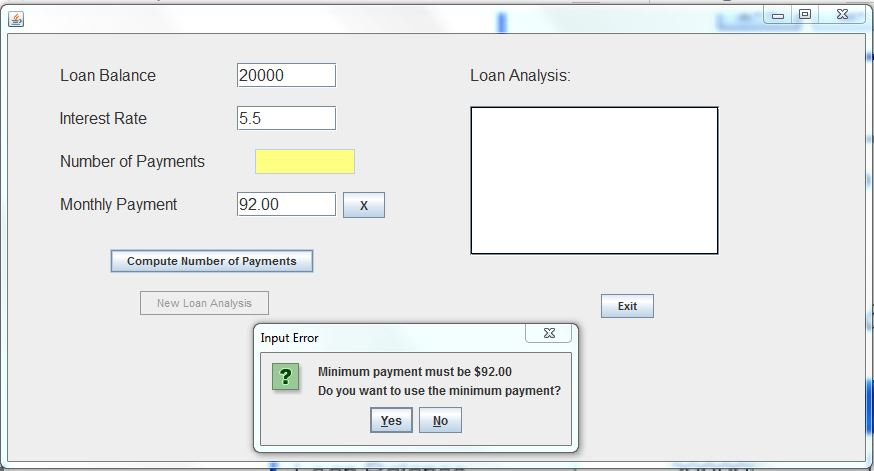 Loan Balance
20000
Loan Analysis:
Interest Rate
5.5
Number of Payments
Monthly Payment
92.00
X
Compute Number of Payments
New Loan Analysis
Exit
Input Error
?
Minimum payment must be $92.00
Do you want to use the minimum payment?
Yes
No